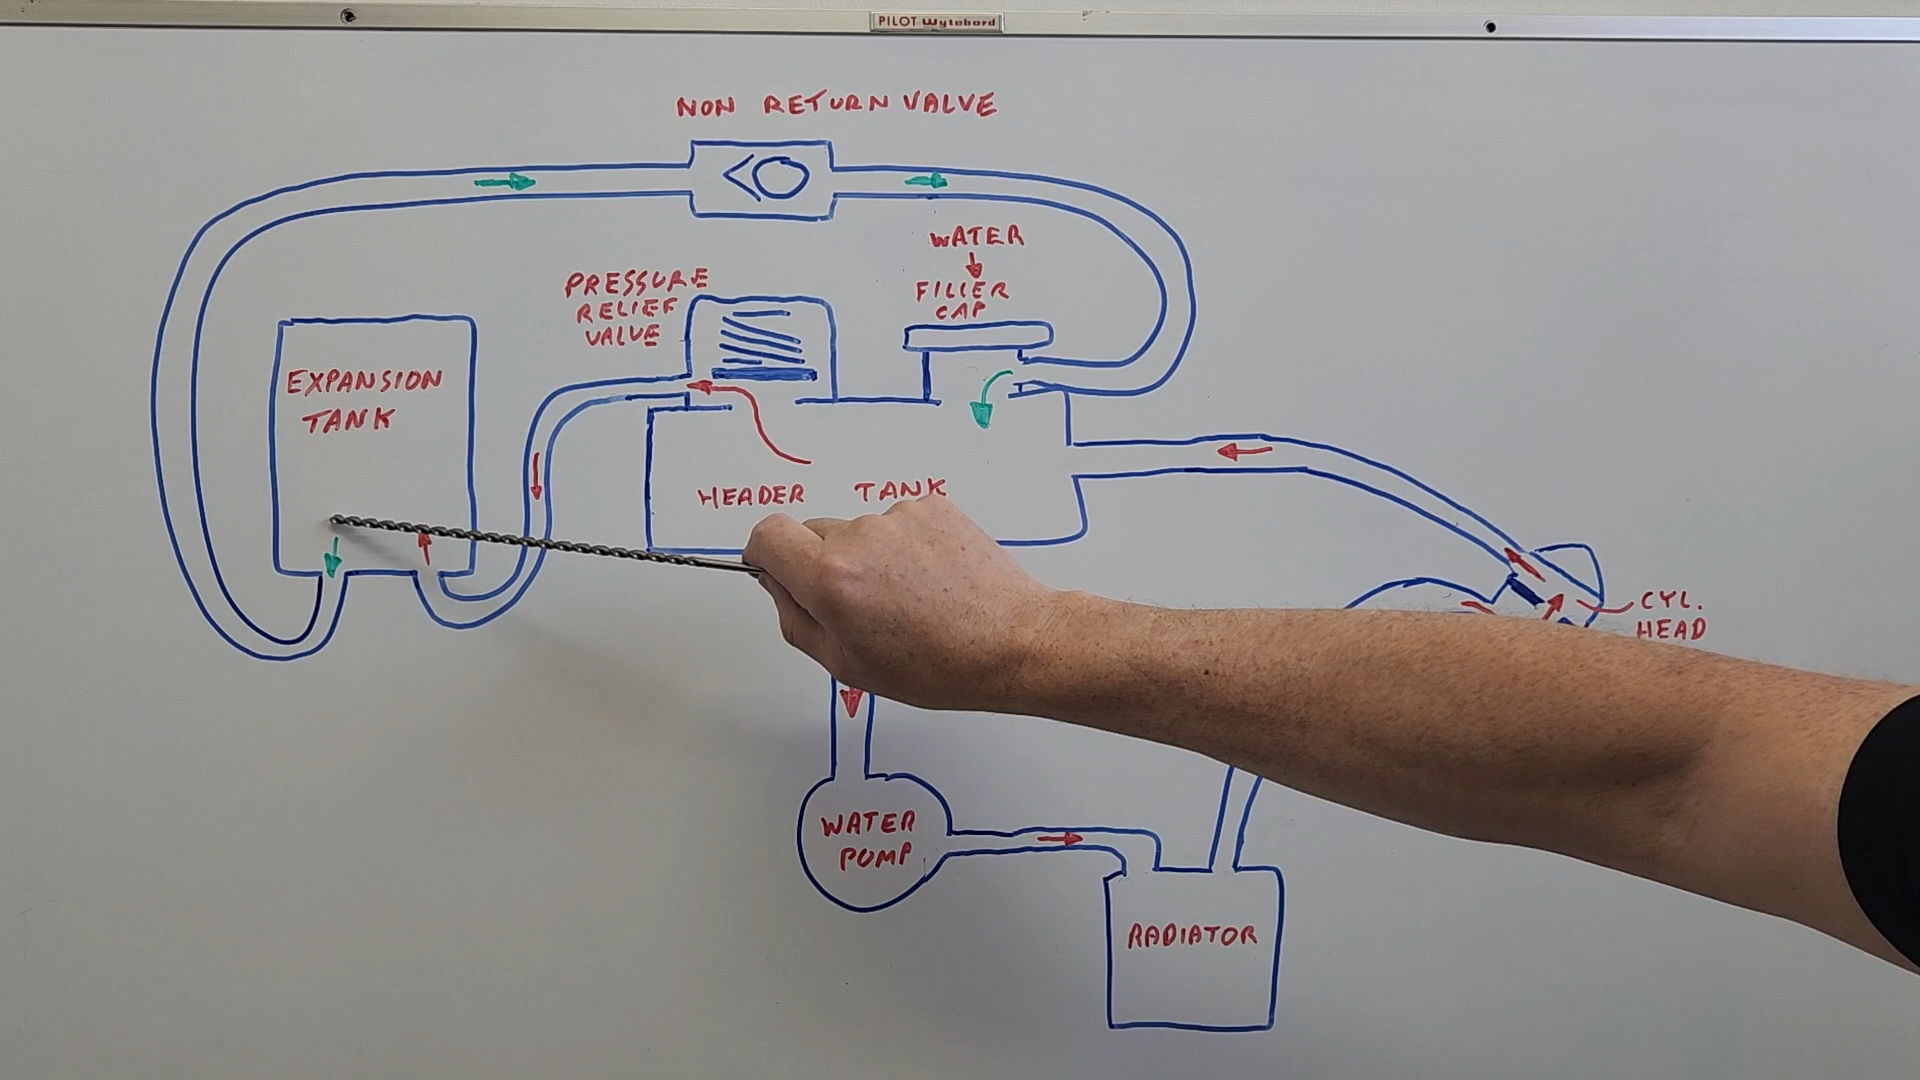 PILOT Wytebord
NON RETURN VALVE
WATER
FILLER
CAP
PRESSURE
RELIEF
VALVE
EXPANSION
TANK
HEADER TANK
CYL.
HEAD
WATER
PUMP
RADIATOR